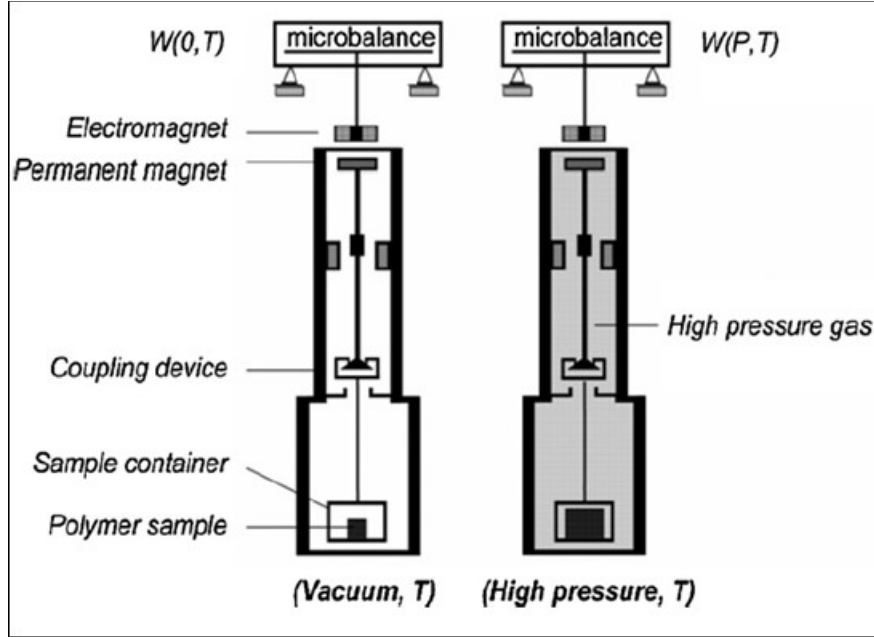 W(0,T)
microbalance
microbalance
W(P,T)
Electromagnet
Permanent magnet
High pressure gas
Coupling device
Sample container
Polymer sample
(Vacuum, T)
(High pressure, T)